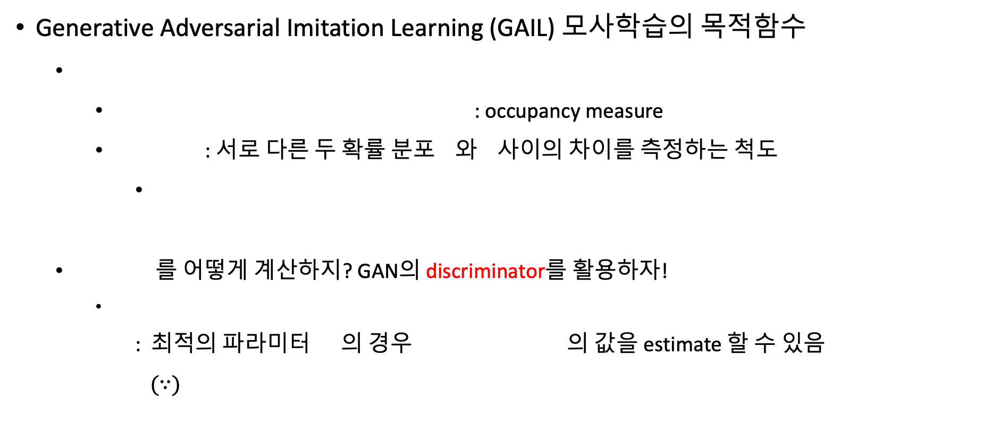 • Generative Adversarial Imitation Learning (GAIL) 모사학습의 목적함수
•
• : occupancy measure
• : 서로 다른 두 확률 분포 와 사이의 차이를 측정하는 척도
•
• 를 어떻게 계산하지? GAN의 discriminator를 활용하자!
•
: 최적의 파라미터 의 경우 의 값을 estimate 할 수 있음
(∵)